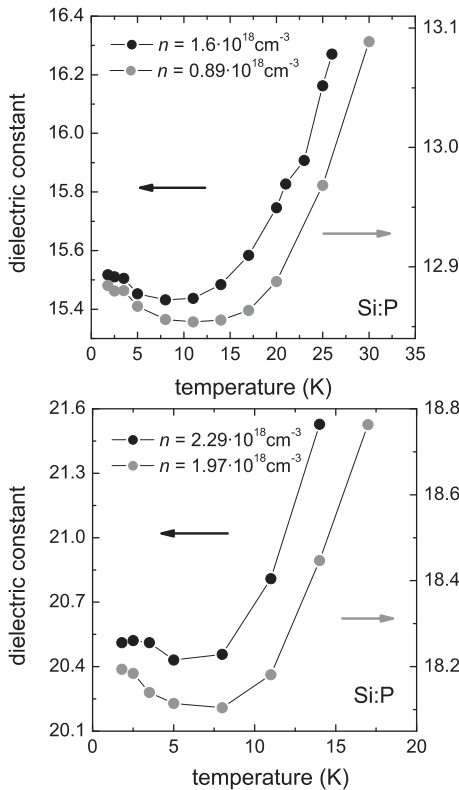 16.4
16.2
16.0
15.8
15.6
15.4
dielectric constant
n = 1.6·10¹⁸cm⁻³
n = 0.89·10¹⁸cm⁻³
13.1
13.0
12.9
Si:P
0 5 10 15 20 25 30 35
temperature (K)
21.6
21.3
21.0
20.7
20.4
20.1
dielectric constant
n = 2.29·10¹⁸cm⁻³
n = 1.97·10¹⁸cm⁻³
18.8
18.6
18.4
18.2
Si:P
0 5 10 15 20
temperature (K)